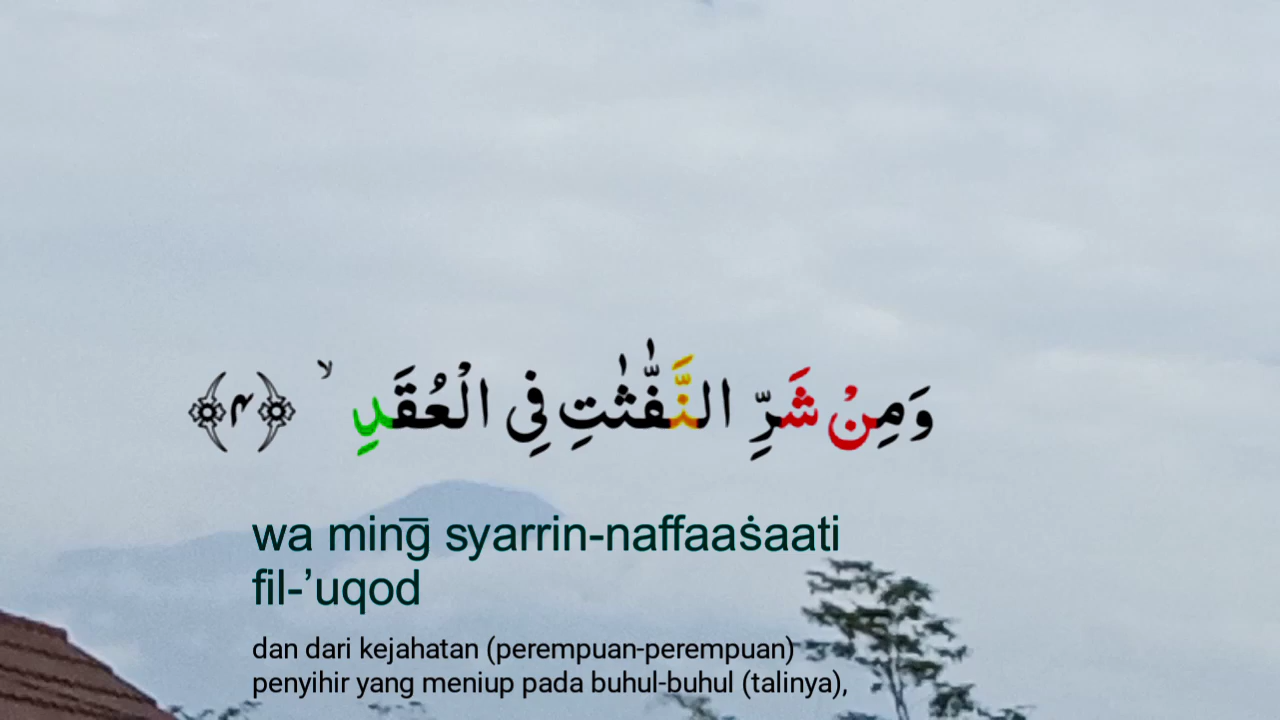 وَمِنْ شَرِّ النَّفّٰثٰتِ فِى الْعُقَدِ ۙ ﴿٤﴾
wa minḡ syarrin-naffaaṡaati
fil-’uqod
dan dari kejahatan (perempuan-perempuan)
penyihir yang meniup pada buhul-buhul (talinya),